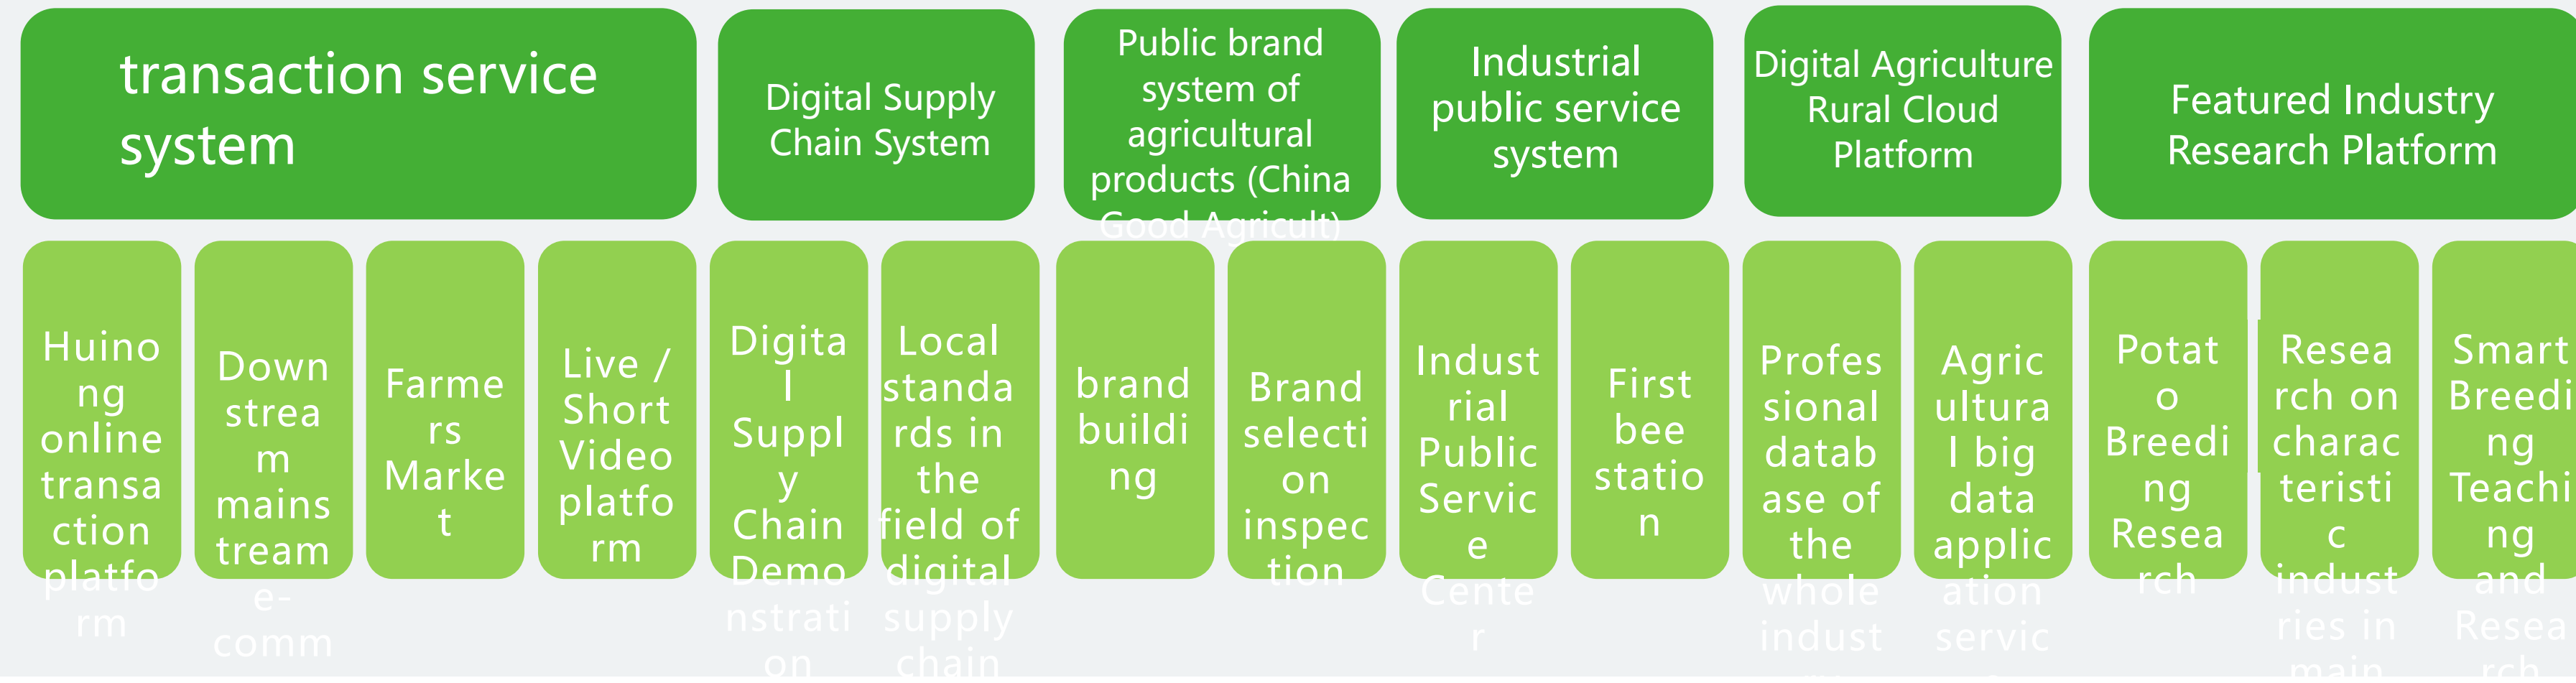 transaction service
system
Digital Supply
Chain System
Public brand
system of
agricultural
products (China
Good Agricult)
Industrial
public service
system
Digital Agriculture
Rural Cloud
Platform
Featured Industry
Research Platform
Huino
ng
online
transa
ction
platfo
rm
Down
strea
m
mains
tream
e-
comm
Farme
rs
Marke
t
Live /
Short
Video
platfo
rm
Digita
l
Suppl
y
Chain
Demo
nstrati
on
Local
standa
rds in
the
field of
digital
supply
chain
brand
buildi
ng
Brand
selecti
on
inspec
tion
Indust
rial
Public
Servic
e
Cente
r
First
bee
statio
n
Profes
sional
datab
ase of
the
whole
indust
Agric
ultura
l big
data
applic
ation
servic
Potat
o
Breedi
ng
Resea
rch
Resea
rch on
charac
teristi
c
indust
ries in
main
Smart
Breedi
ng
Teachi
ng
and
Resea
rch